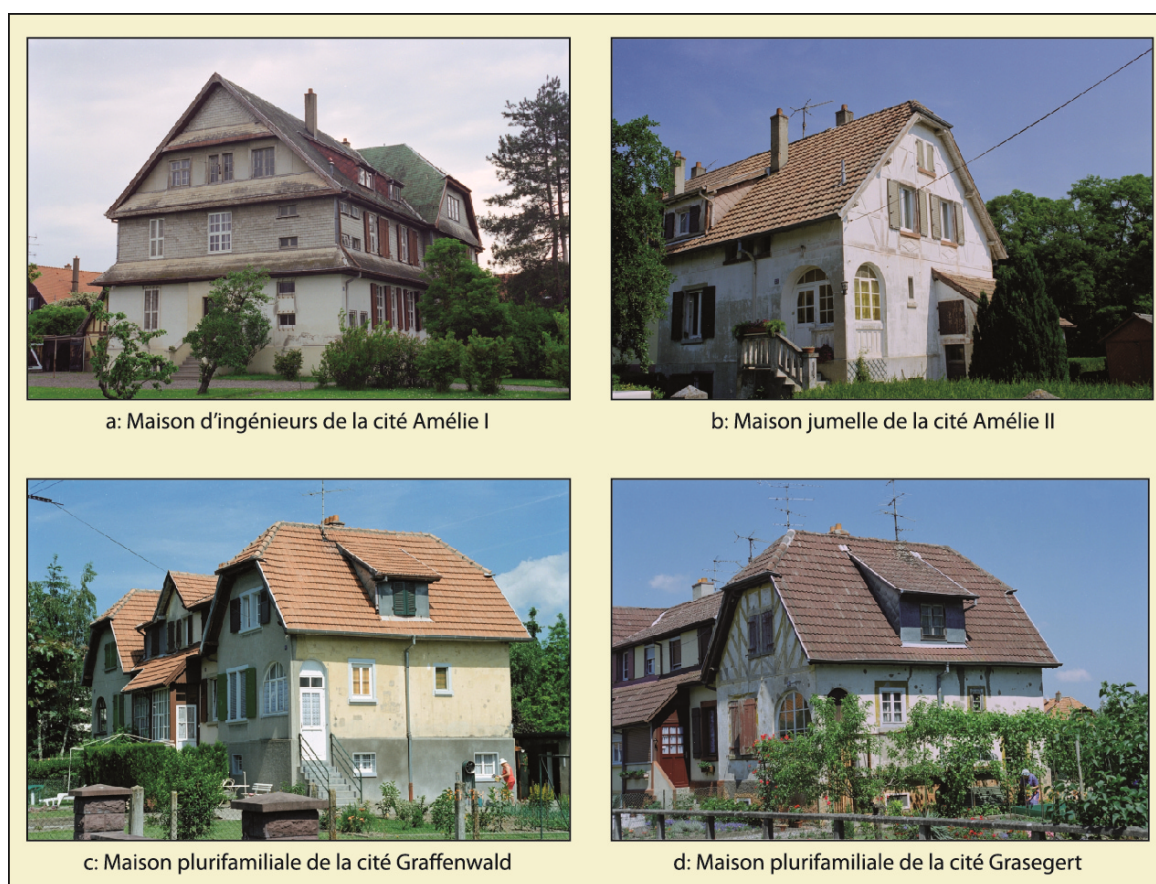 a: Maison d'ingénieurs de la cité Amélie I
b: Maison jumelle de la cité Amélie II
c: Maison plurifamiliale de la cité Graffenwald
d: Maison plurifamiliale de la cité Grasegert